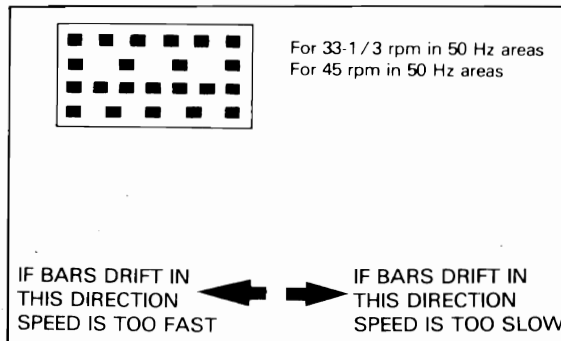 For 33-1/3 rpm in 50 Hz areas
For 45 rpm in 50 Hz areas
IF BARS DRIFT IN
THIS DIRECTION
SPEED IS TOO FAST
IF BARS DRIFT IN
THIS DIRECTION
SPEED IS TOO SLOW